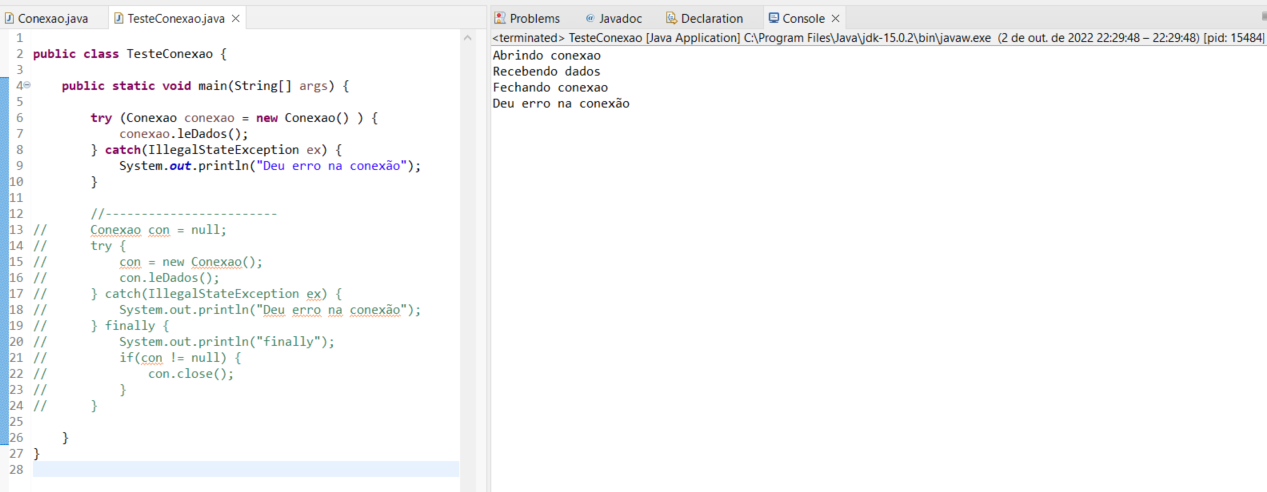 Conexao.java
TesteConexao.java
1
2 public class TesteConexao {
3
4 public static void main(String[] args) {
5
6 try (Conexao conexao = new Conexao() ) {
7 conexao.leDados();
8 } catch(IllegalStateException ex) {
9 System.out.println("Deu erro na conexão");
10 }
11
12 //------------------------
13 // Conexao con = null;
14 // try {
15 // con = new Conexao();
16 // con.leDados();
17 // } catch(IllegalStateException ex) {
18 // System.out.println("Deu erro na conexão");
19 // } finally {
20 // System.out.println("finally");
21 // if(con != null) {
22 // con.close();
23 // }
24 // }
25
26 }
27 }
28
Problems @ Javadoc Declaration Console
<terminated> TesteConexao [Java Application] C:\Program Files\Java\jdk-15.0.2\bin\javaw.exe (2 de out. de 2022 22:29:48 – 22:29:48) [pid: 15484]
Abrindo conexao
Recebendo dados
Fechando conexao
Deu erro na conexão